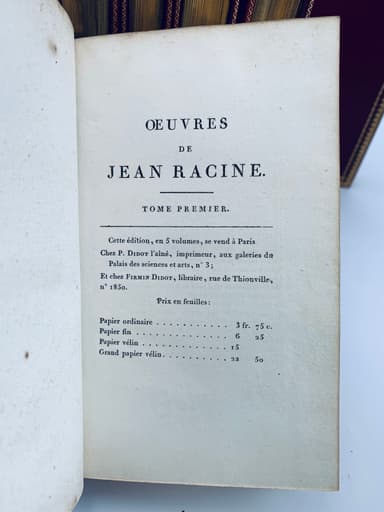 OEUVRES
DE
JEAN RACINE.
TOME PREMIER.
Cette édition, en 5 volumes, se vend à Paris
Chez P. DIDOT l'aîné, imprimeur, aux galeries du
Palais des sciences et arts, n° 3;
Et chez FIRMIN DIDOT, libraire, rue de Thionville,
n° 1850.
Prix en feuilles:
Papier ordinaire . . . . . . . . . . . 3 fr. 75 c.
Papier fin . . . . . . . . . . . . . . 6 25
Papier vélin . . . . . . . . . . . . . 15
Grand papier vélin . . . . . . . . . . 22 50